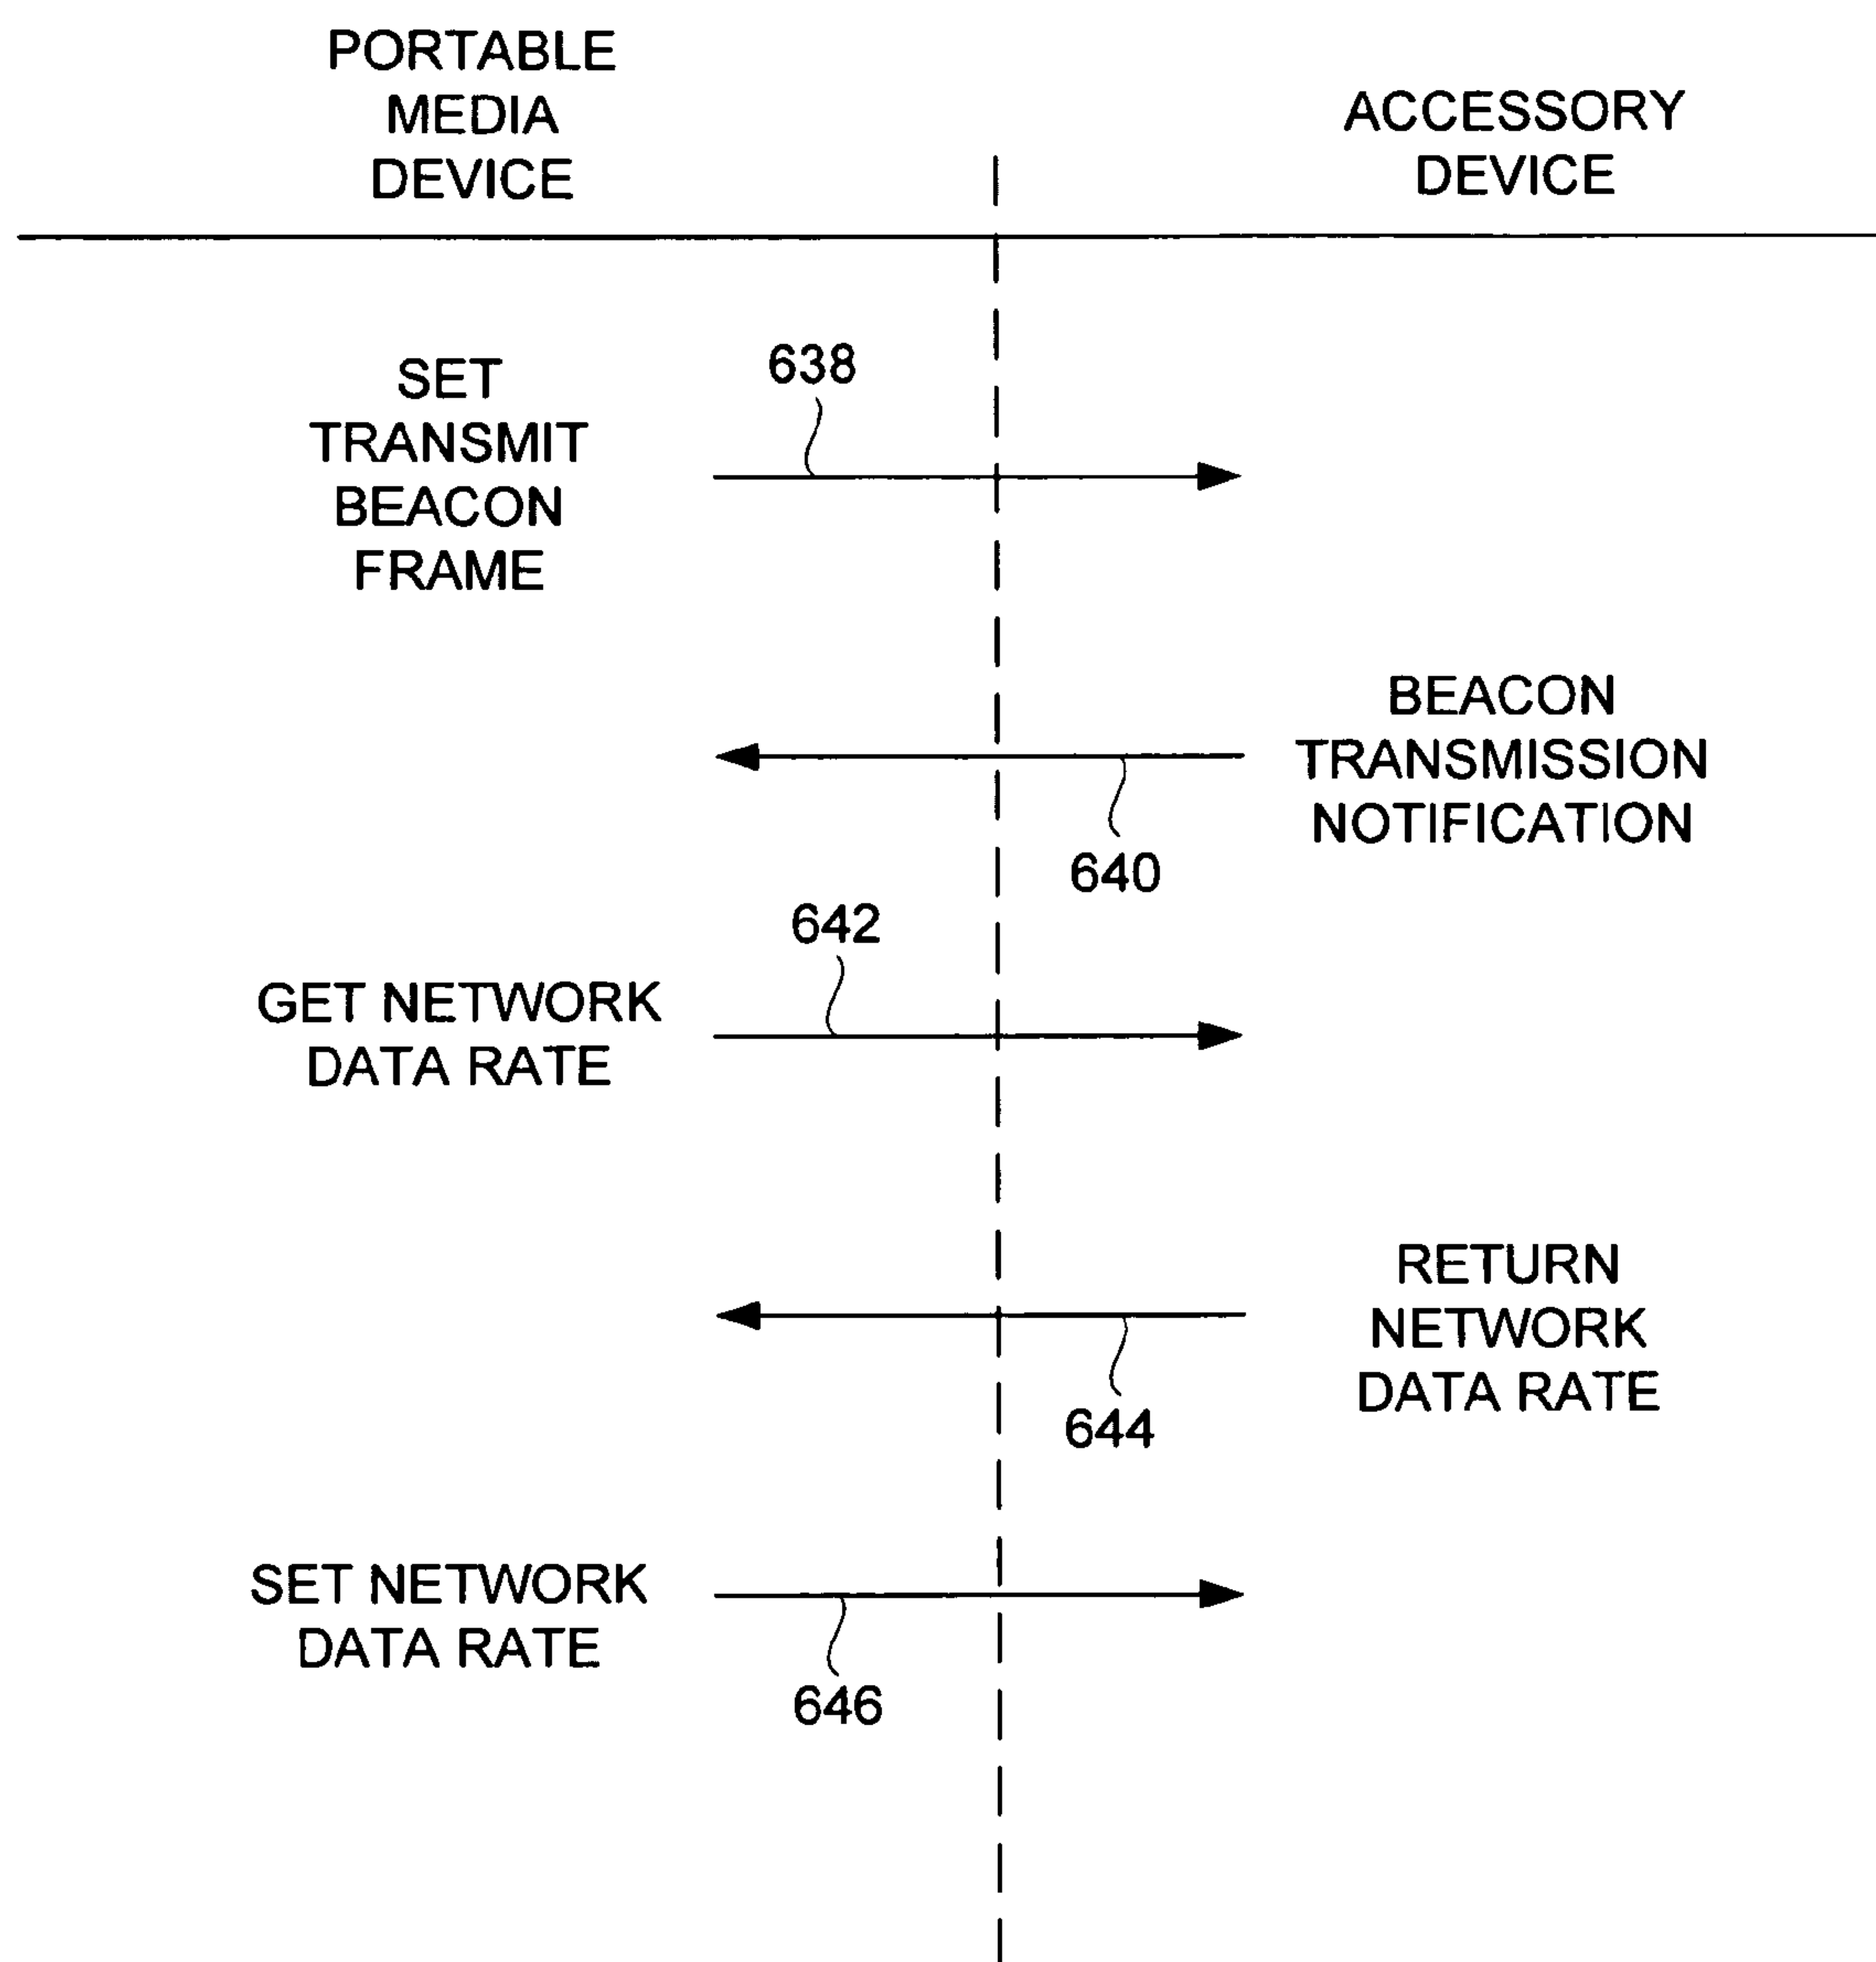 PORTABLE
MEDIA
DEVICE
ACCESSORY
DEVICE
638
SET
TRANSMIT
BEACON
FRAME
BEACON
TRANSMISSION
NOTIFICATION
640
642
GET NETWORK
DATA RATE
RETURN
NETWORK
DATA RATE
644
SET NETWORK
DATA RATE
646